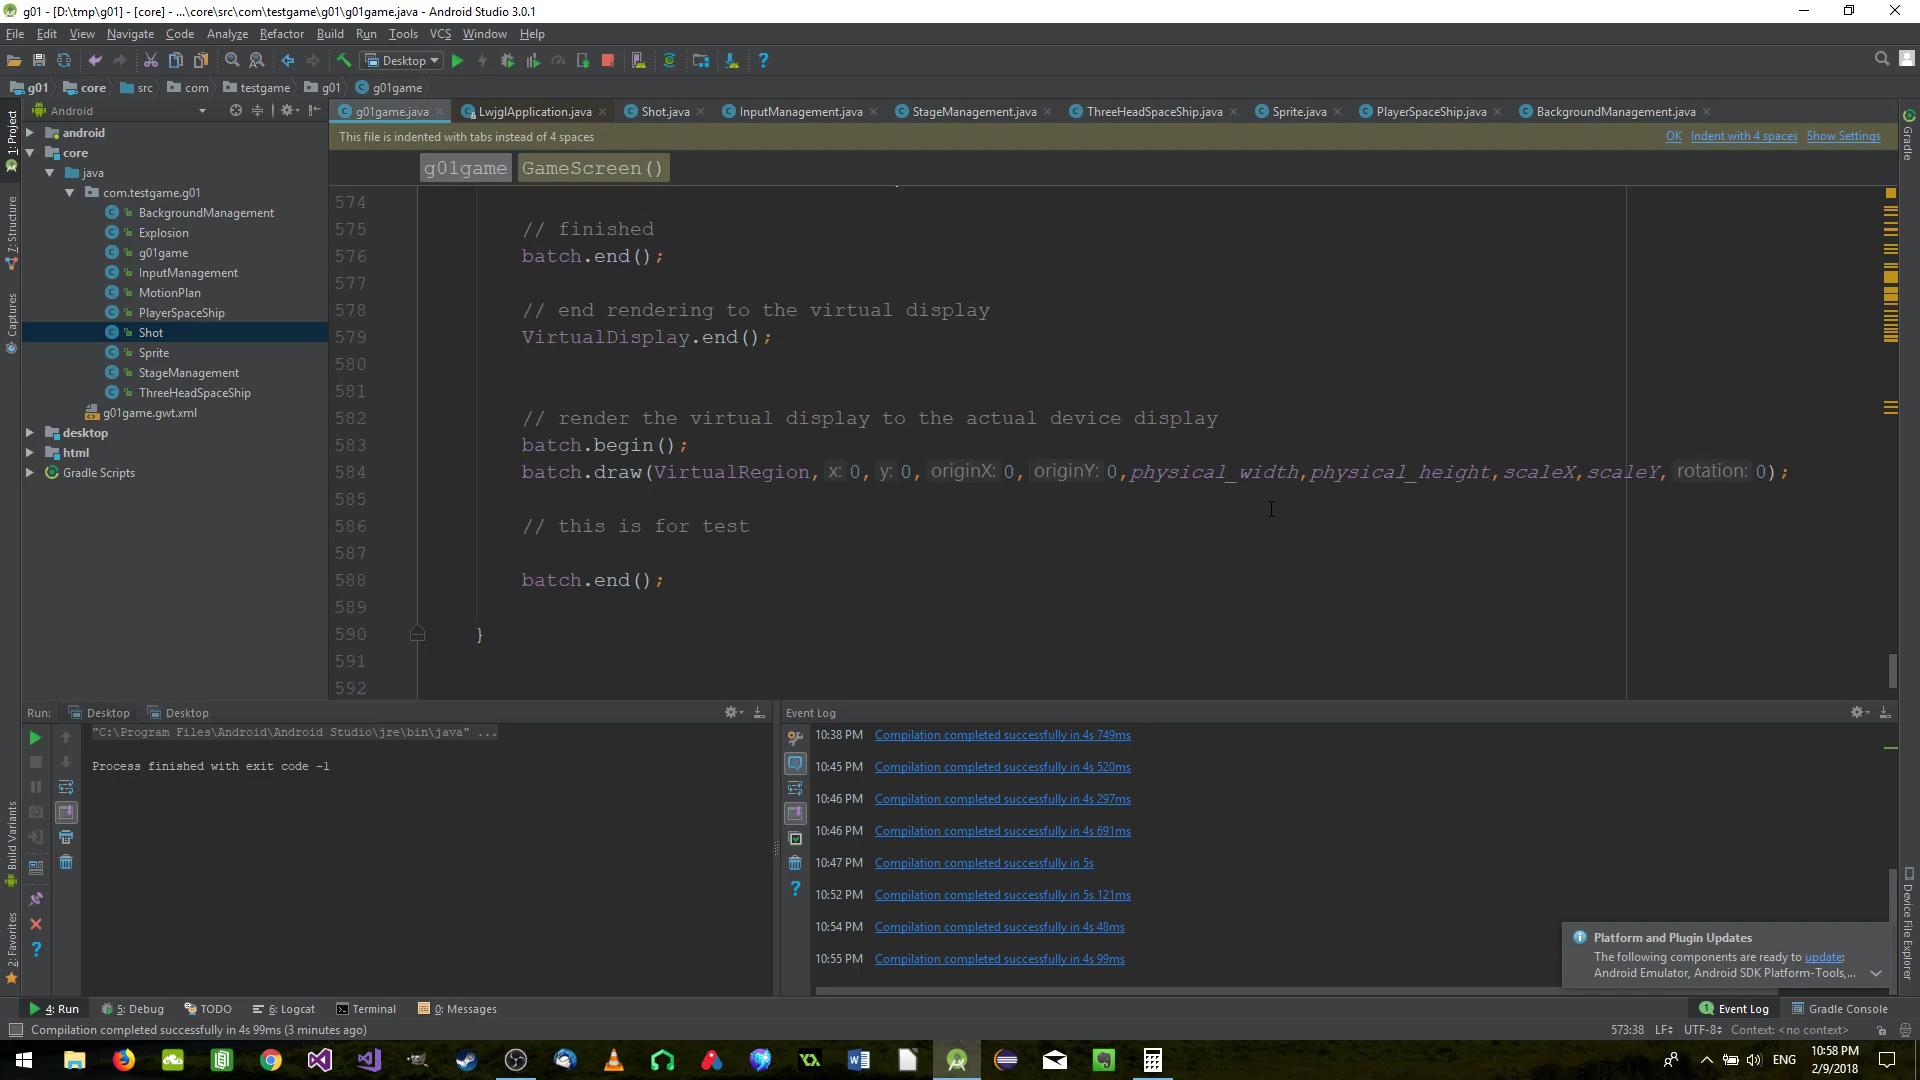 g01 - [D:\tmp\g01] - [core] - ...\core\src\com\testgame\g01\g01game.java - Android Studio 3.0.1
File Edit View Navigate Code Analyze Refactor Build Run Tools VCS Window Help
Desktop
g01 core src com testgame g01 g01game
Android
g01game.java LwjglApplication.java Shot.java InputManagement.java StageManagement.java ThreeHeadSpaceShip.java Sprite.java PlayerSpaceShip.java BackgroundManagement.java
This file is indented with tabs instead of 4 spaces
OK Indent with 4 spaces Show Settings
g01game GameScreen()
1: Project
7: Structure
Captures
Build Variants
2: Favorites
android
core
java
com.testgame.g01
BackgroundManagement
Explosion
g01game
InputManagement
MotionPlan
PlayerSpaceShip
Shot
Sprite
StageManagement
ThreeHeadSpaceShip
g01game.gwt.xml
desktop
html
Gradle Scripts
574
575 // finished
576 batch.end();
577
578 // end rendering to the virtual display
579 VirtualDisplay.end();
580
581
582 // render the virtual display to the actual device display
583 batch.begin();
584 batch.draw(VirtualRegion, x: 0, y: 0, originX: 0, originY: 0,physical_width,physical_height,scaleX,scaleY, rotation: 0);
585
586 // this is for test
587
588 batch.end();
589
590 }
591
592
Gradle
Device File Explorer
Run: Desktop Desktop
"C:\Program Files\Android\Android Studio\jre\bin\java" ...
Process finished with exit code -1
Event Log
10:38 PM Compilation completed successfully in 4s 749ms
10:45 PM Compilation completed successfully in 4s 520ms
10:46 PM Compilation completed successfully in 4s 297ms
10:46 PM Compilation completed successfully in 4s 691ms
10:47 PM Compilation completed successfully in 5s
10:52 PM Compilation completed successfully in 5s 121ms
10:54 PM Compilation completed successfully in 4s 48ms
10:55 PM Compilation completed successfully in 4s 99ms
Platform and Plugin Updates
The following components are ready to update:
Android Emulator, Android SDK Platform-Tools,...
4: Run 5: Debug TODO 6: Logcat Terminal 0: Messages
1 Event Log Gradle Console
Compilation completed successfully in 4s 99ms (3 minutes ago)
573:38 LF UTF-8 Context: <no context>
ENG
10:58 PM
2/9/2018